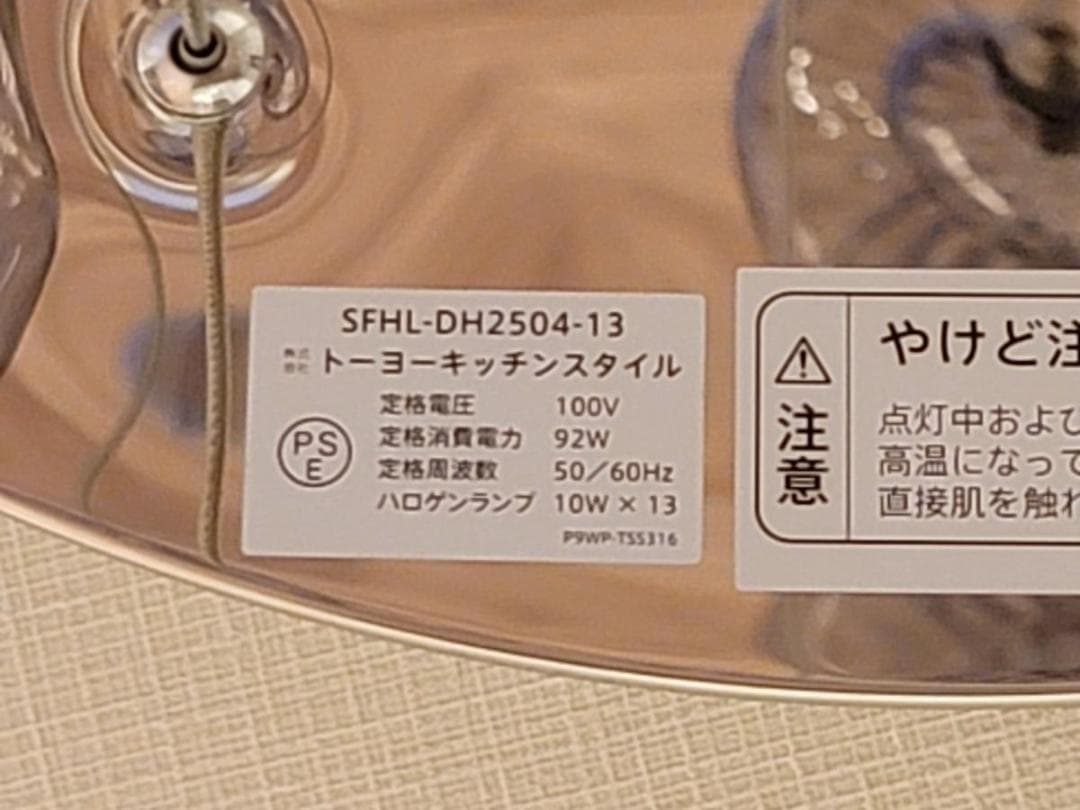 SFHL-DH2504-13
株式会社 トーヨーキッチンスタイル
PSE
定格電圧 100V
定格消費電力 92W
定格周波数 50／60Hz
ハロゲンランプ 10W × 13
P9WP-TSS316
⚠注意
やけど注
点灯中および
高温になって
直接肌を触れ